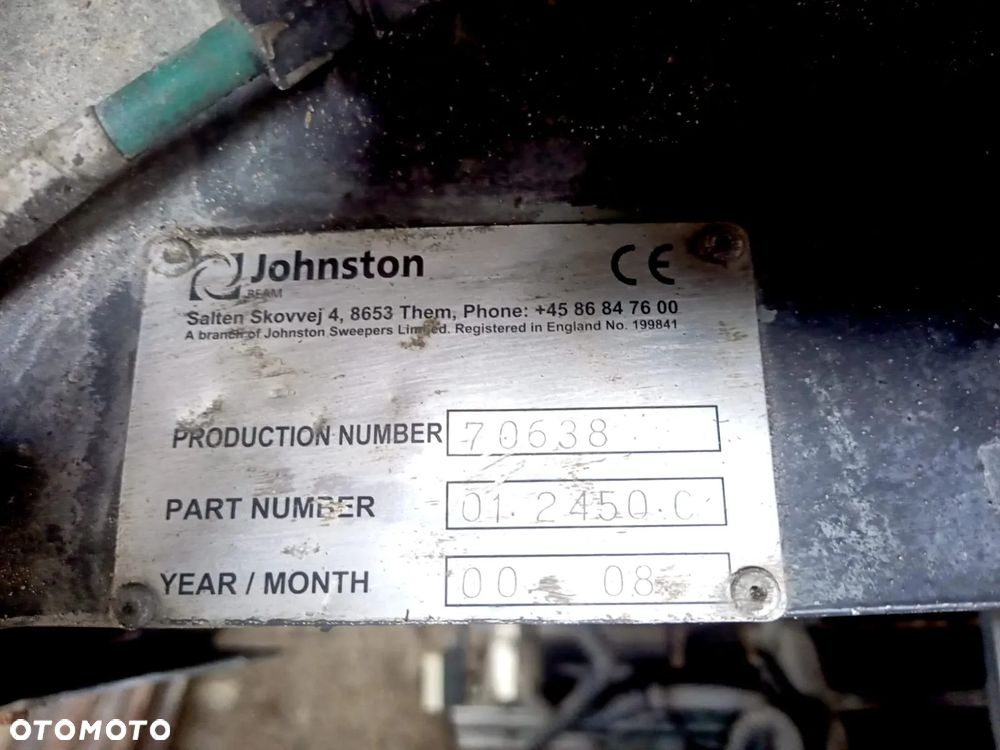 Johnston
BEAM
CE
Salten Skovvej 4, 8653 Them, Phone: +45 86 84 76 00
A branch of Johnston Sweepers Limited. Registered in England No. 199841
PRODUCTION NUMBER 70638
PART NUMBER 01.2450.C
YEAR / MONTH 00 08
OTOMOTO